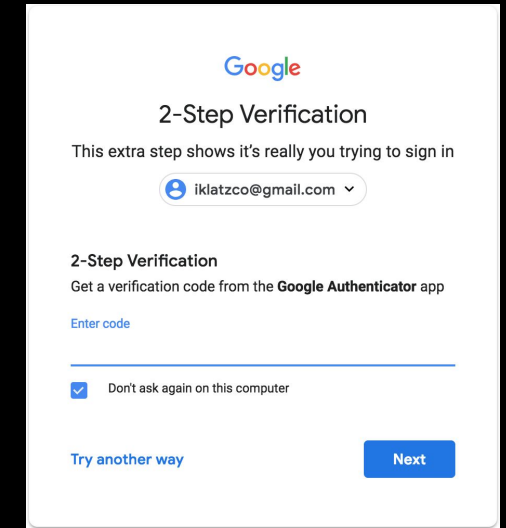 Google
2-Step Verification
This extra step shows it's really you trying to sign in
iklatzco@gmail.com
2-Step Verification
Get a verification code from the Google Authenticator app
Enter code
Don't ask again on this computer
Try another way
Next